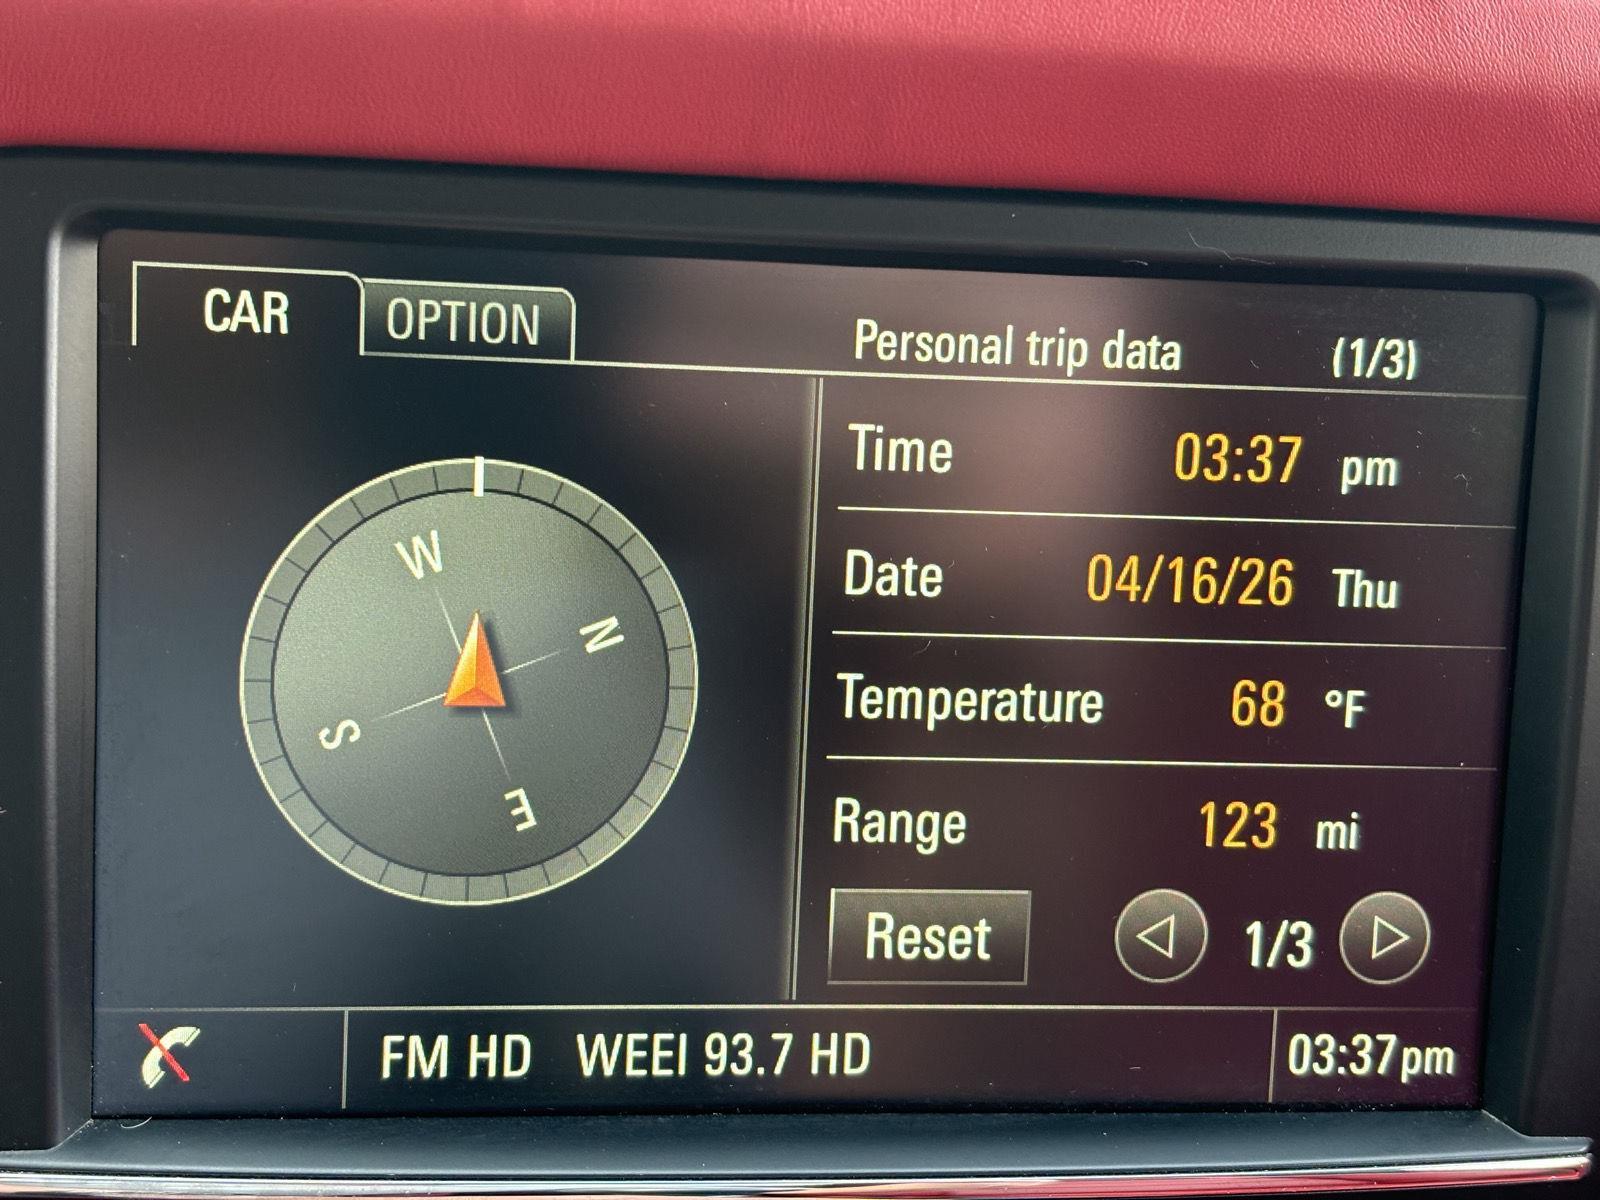 CAR OPTION
Personal trip data (1/3)
W
N
S
E
Time 03:37 pm
Date 04/16/26 Thu
Temperature 68 °F
Range 123 mi
Reset 1/3
FM HD WEEI 93.7 HD 03:37pm